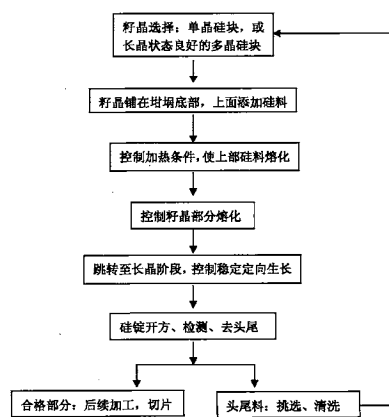 籽晶选择：单晶硅块，或
长晶状态良好的多晶硅块
籽晶铺在坩埚底部，上面添加硅料
控制加热条件，使上部硅料熔化
控制籽晶部分熔化
跳转至长晶阶段，控制稳定定向生长
硅锭开方、检测、去头尾
合格部分：后续加工，切片
头尾料：挑选、清洗